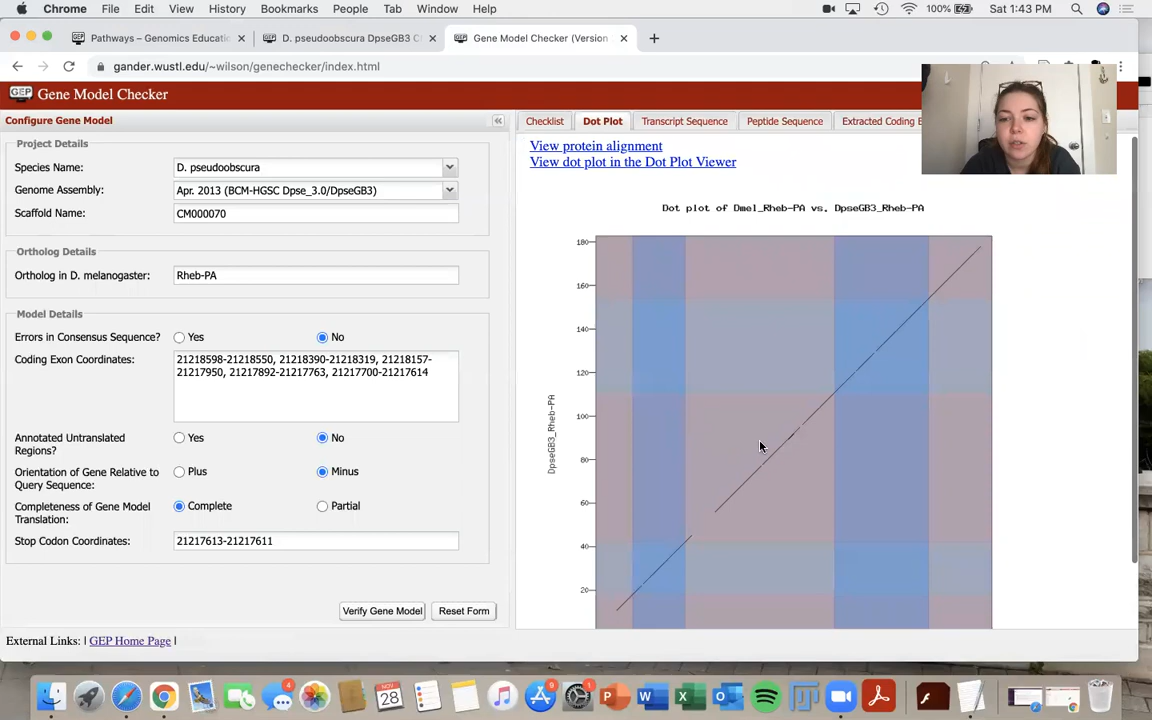 Chrome File Edit View History Bookmarks People Tab Window Help 100% Sat 1:43 PM
Pathways – Genomics Educati
D. pseudoobscura DpseGB3 C
Gene Model Checker (Version
gander.wustl.edu/~wilson/genechecker/index.html
GEP Gene Model Checker
Configure Gene Model
Project Details
Species Name: D. pseudoobscura
Genome Assembly: Apr. 2013 (BCM-HGSC Dpse_3.0/DpseGB3)
Scaffold Name: CM000070
Ortholog Details
Ortholog in D. melanogaster: Rheb-PA
Model Details
Errors in Consensus Sequence? Yes No
Coding Exon Coordinates: 21218598-21218550, 21218390-21218319, 21218157-
21217950, 21217892-21217763, 21217700-21217614
Annotated Untranslated
Regions? Yes No
Orientation of Gene Relative to
Query Sequence: Plus Minus
Completeness of Gene Model
Translation: Complete Partial
Stop Codon Coordinates: 21217613-21217611
Verify Gene Model Reset Form
External Links: | GEP Home Page |
Checklist Dot Plot Transcript Sequence Peptide Sequence Extracted Coding E
View protein alignment
View dot plot in the Dot Plot Viewer
Dot plot of Dmel_Rheb-PA vs. DpseGB3_Rheb-PA
180
160
140
120
100
80
60
40
20
DpseGB3_Rheb-PA
NOV
28
4
9
1